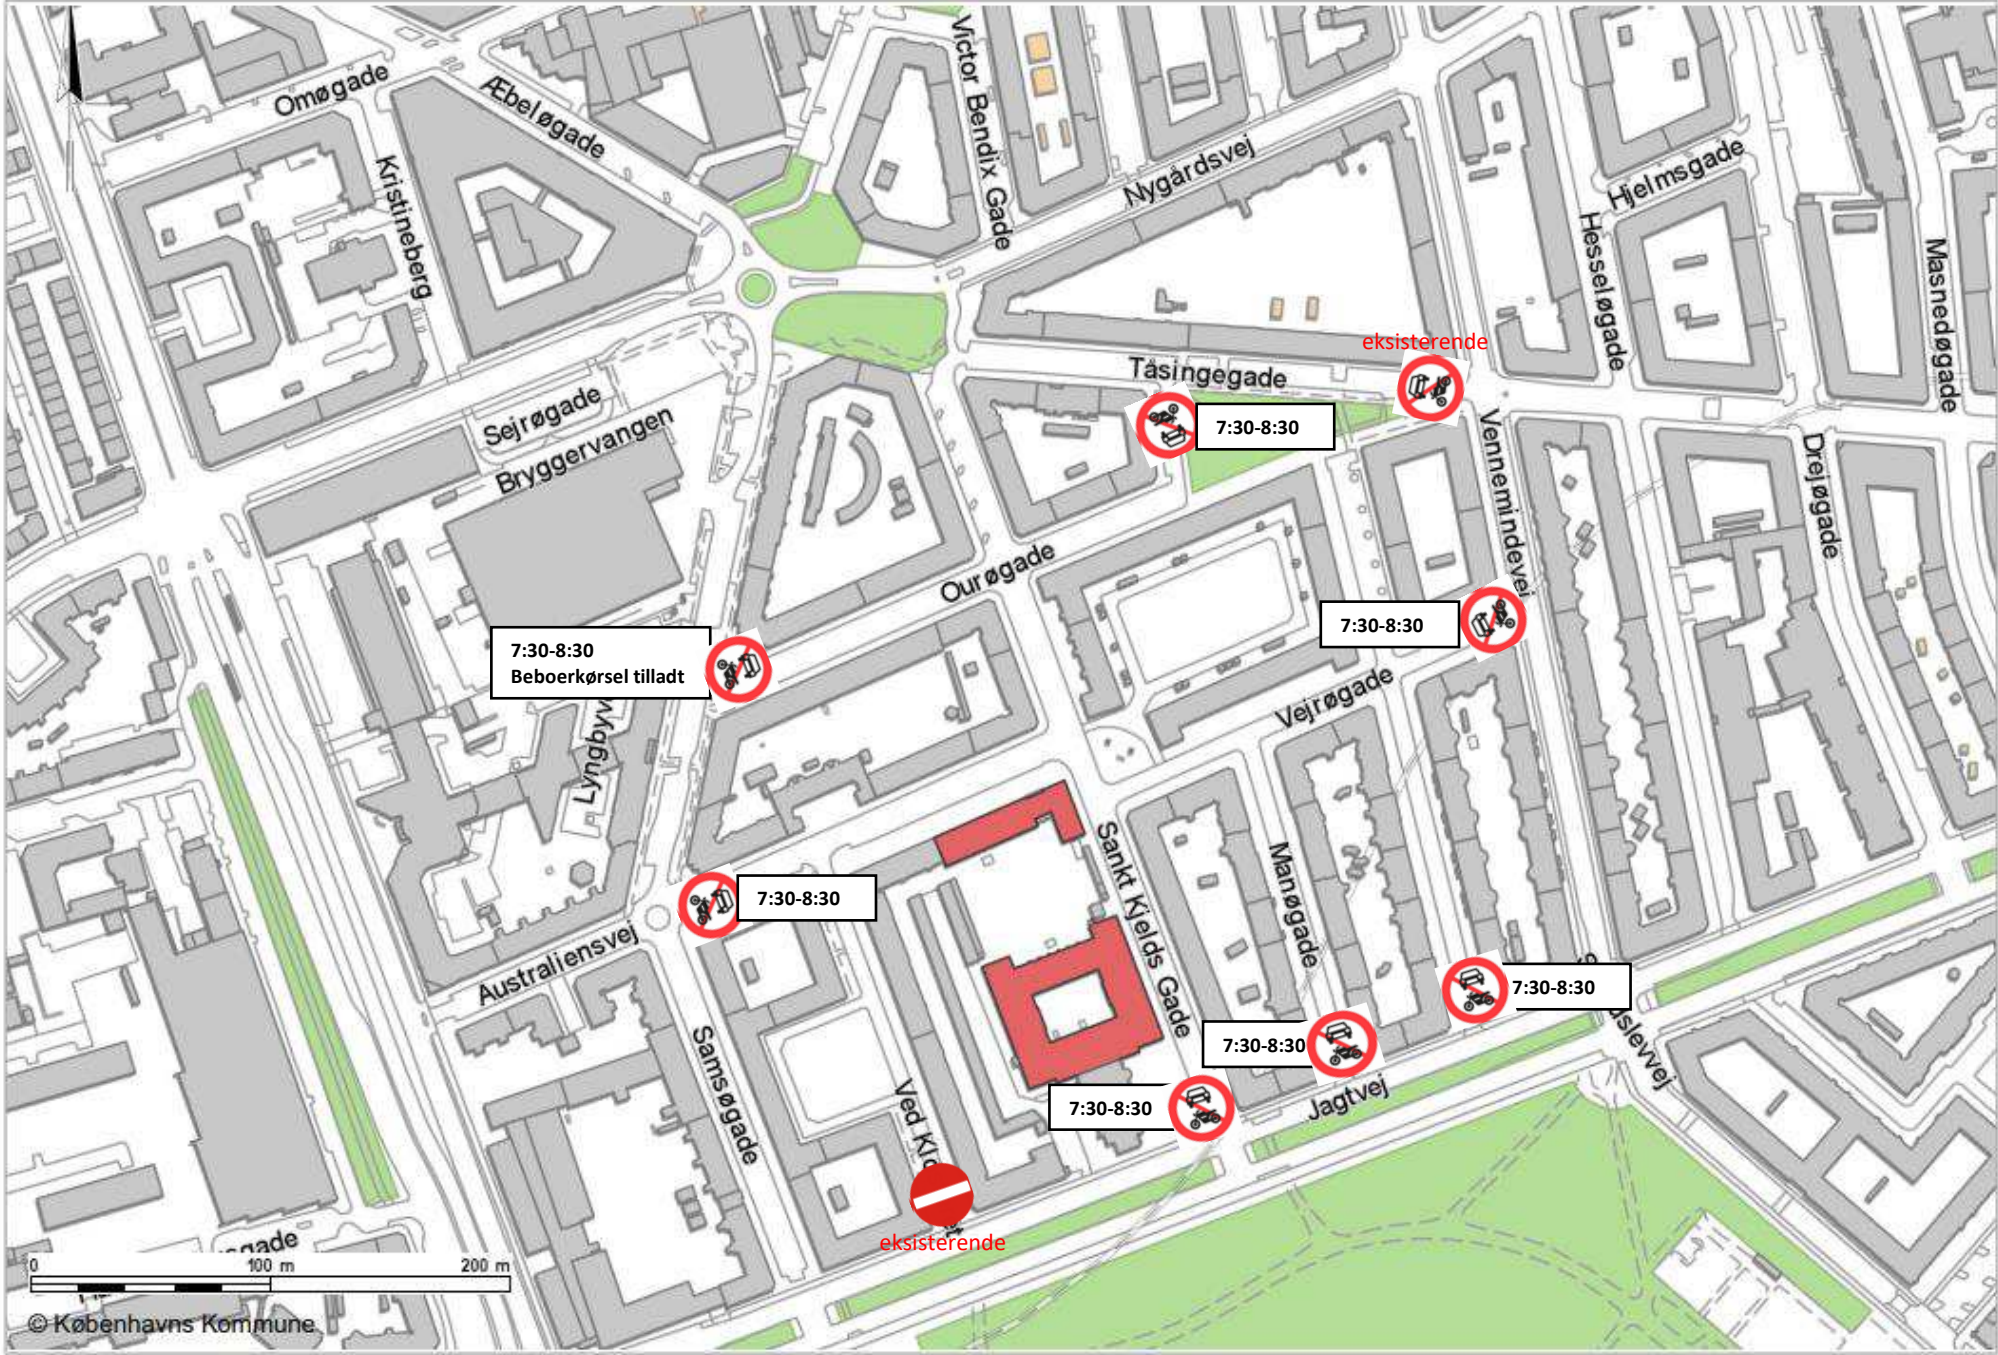 Omøgade
Æbeløgade
Victor Bendix Gade
Kristineberg
Nygårdsvej
Hjelmsgade
Hesseløgade
Masnedøgade
eksisterende
Tåsingegade
Sejrøgade
Bryggervangen
7:30-8:30
Vennemindevej
Drejøgade
Ourøgade
7:30-8:30
7:30-8:30
Beboerkørsel tilladt
Vejrøgade
Lyngbyv
Sankt Kjelds Gade
Manøgade
7:30-8:30
Australiensvej
7:30-8:30
7:30-8:30
Samsøgade
Ved Kl
7:30-8:30
Jagtvej
slevvej
eksisterende
gade
0 100 m 200 m
© Københavns Kommune